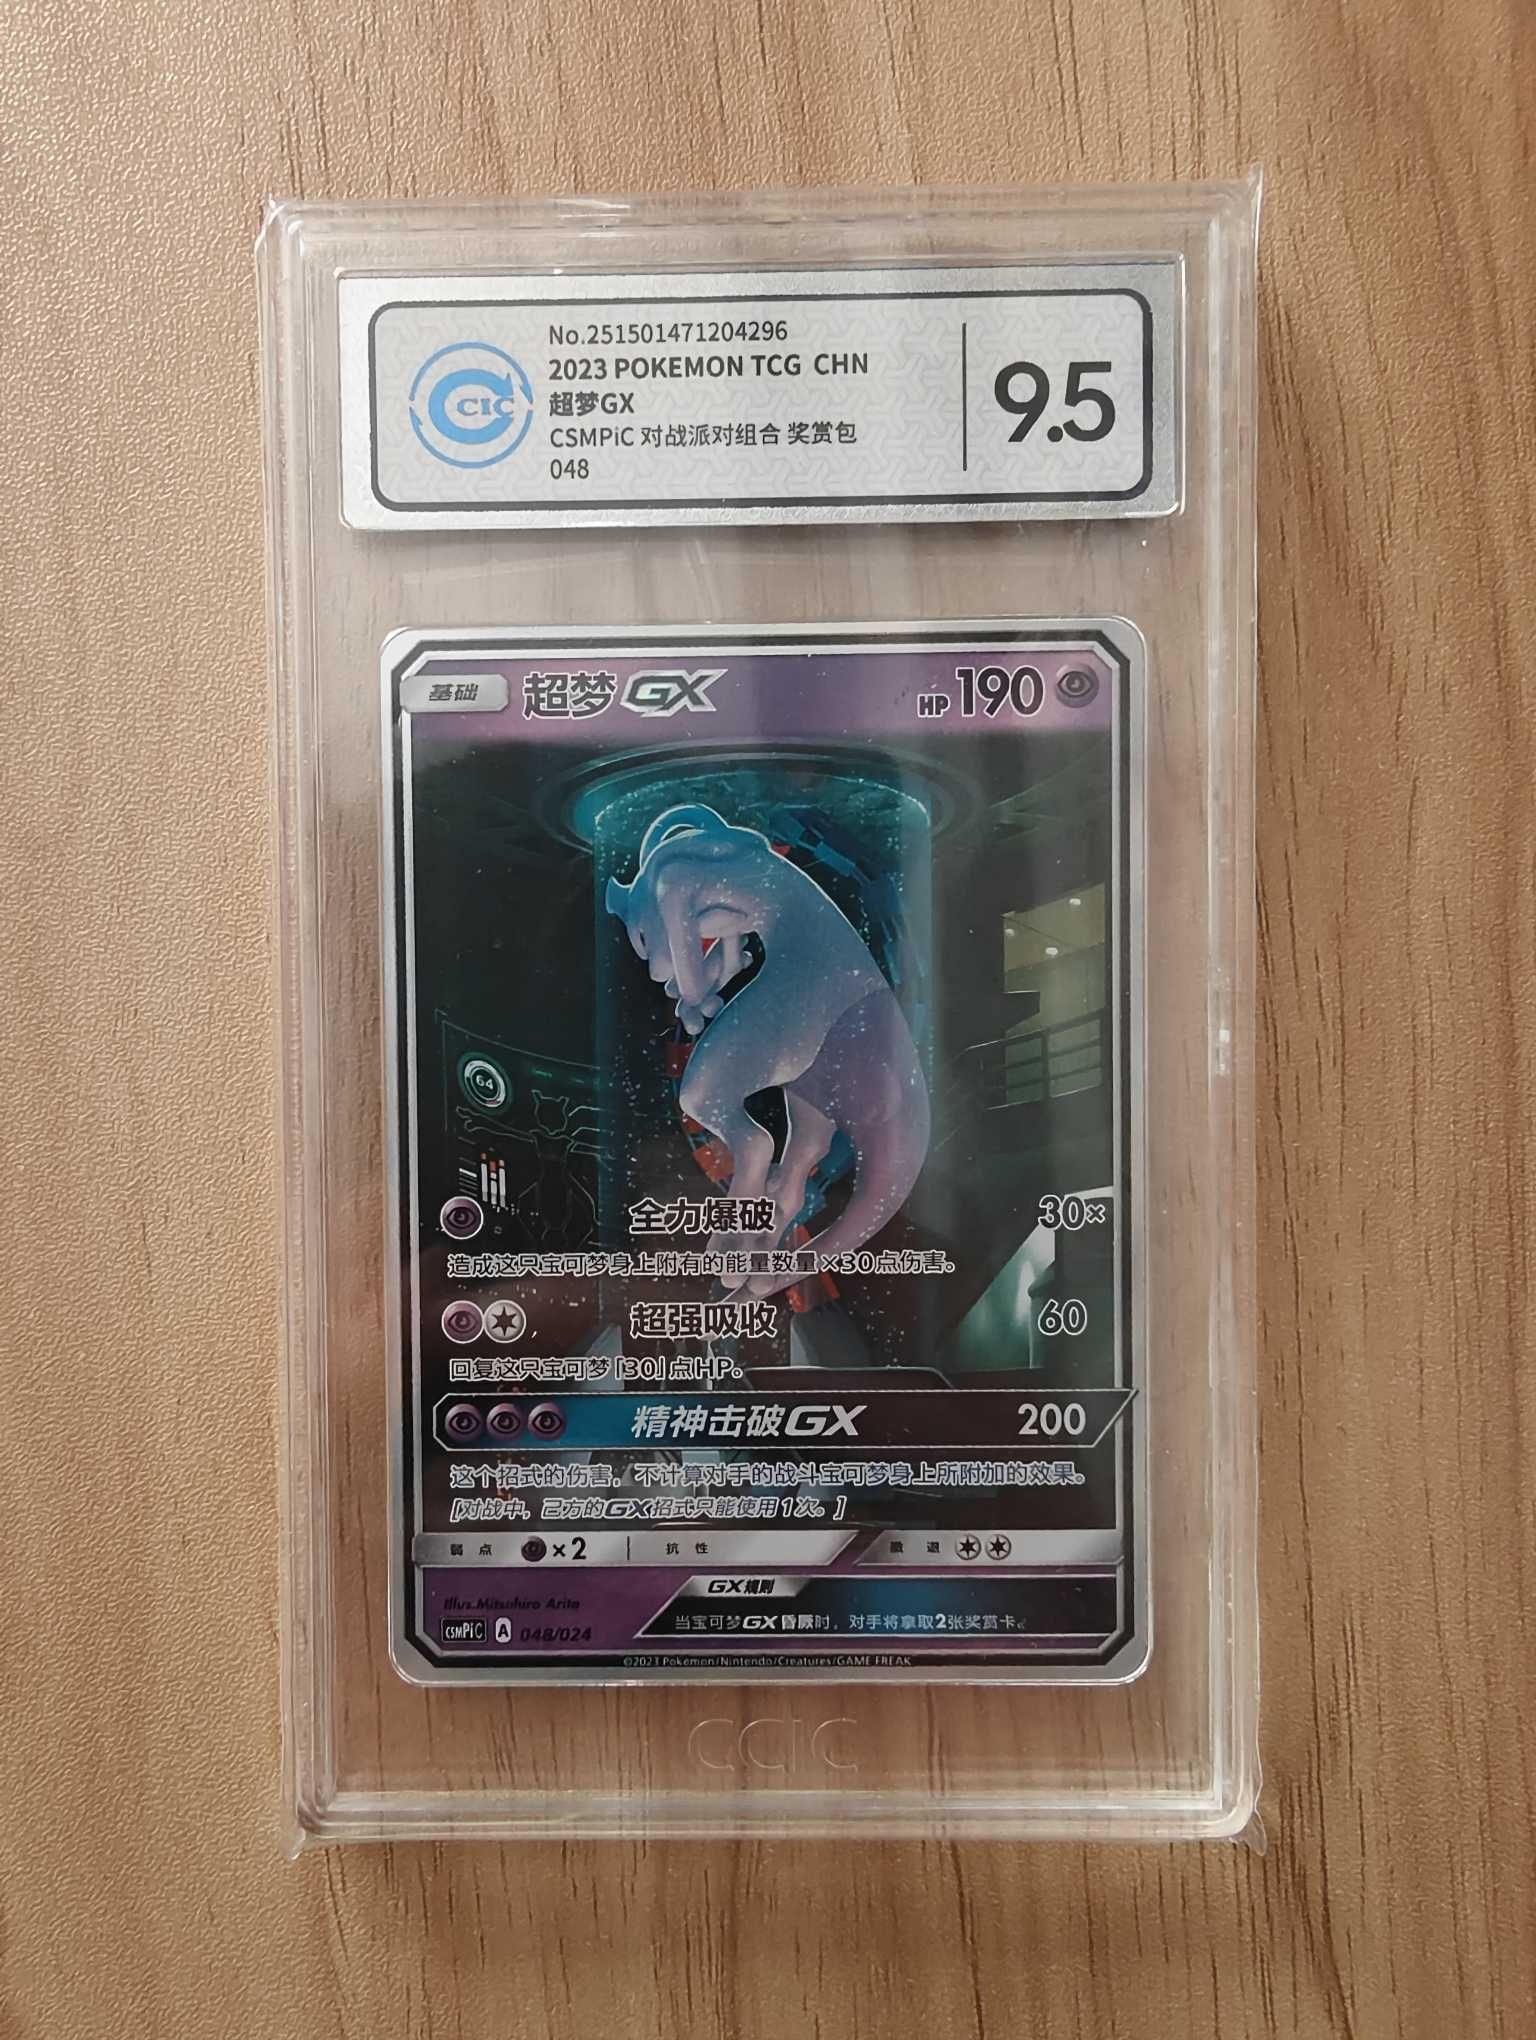 No.251501471204296
2023 POKEMON TCG CHN
超梦GX
CSMPiC 对战派对组合 奖赏包
048
CCIC
9.5
基础 超梦GX HP190
64
全力爆破 30×
造成这只宝可梦身上附有的能量数量×30点伤害。
超强吸收 60
回复这只宝可梦「30」点HP。
精神击破GX 200
这个招式的伤害，不计算对手的战斗宝可梦身上所附加的效果。
[对战中，己方的GX招式只能使用1次。]
弱点 ×2 抗性 撤退
Illus.Mitsuhiro Arita
GX规则
当宝可梦GX昏厥时，对手将拿取2张奖赏卡。
CSMPiC A 048/024
©2023 Pokémon/Nintendo/Creatures/GAME FREAK
CCIC